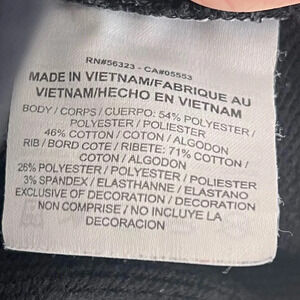 RN#56323 - CA#05553
MADE IN VIETNAM/FABRIQUE AU
VIETNAM/HECHO EN VIETNAM
BODY / CORPS / CUERPO: 54% POLYESTER /
POLYESTER / POLIESTER
46% COTTON / COTON / ALGODON
RIB / BORD COTE / RIBETE: 71% COTTON /
COTON / ALGODON
26% POLYESTER / POLYESTER / POLIESTER
3% SPANDEX / ELASTHANNE / ELASTANO
EXCLUSIVE OF DECORATION / DECORATION
NON COMPRISE / NO INCLUYE LA
DECORACION